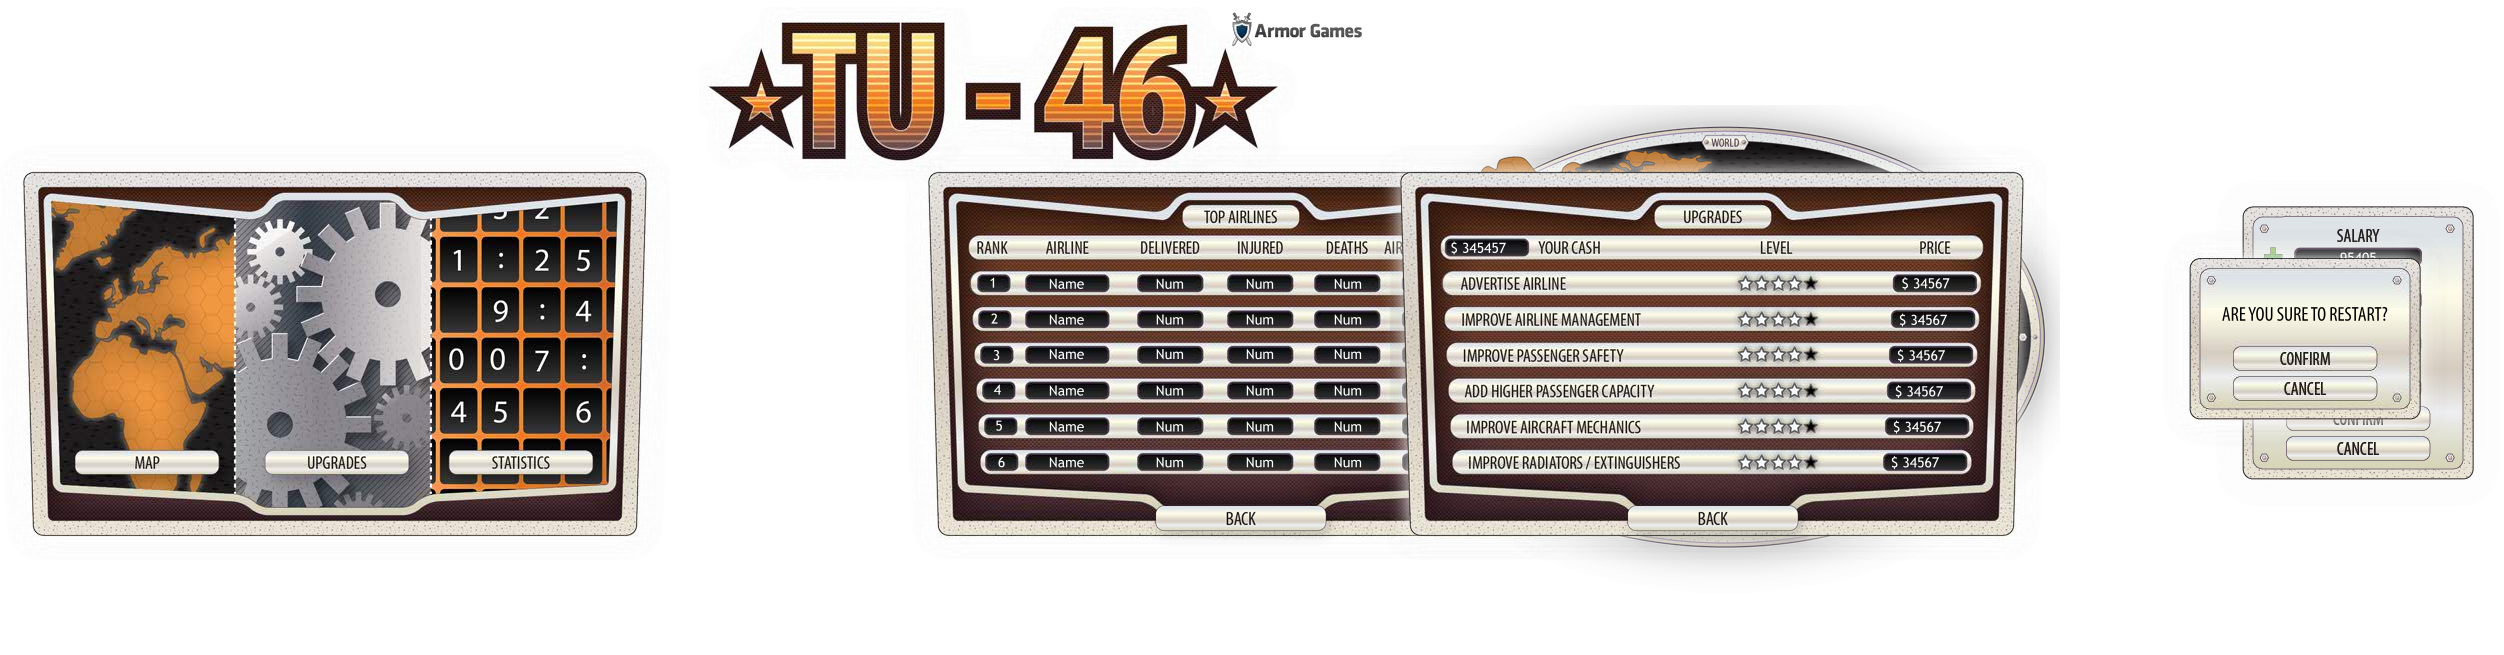 TU - 46
Armor Games
WORLD
3 2
1 : 2 5
9 : 4
0 0 7 :
4 5 6
MAP
UPGRADES
STATISTICS
TOP AIRLINES
RANK AIRLINE DELIVERED INJURED DEATHS AIR
1 Name Num Num Num
2 Name Num Num Num
3 Name Num Num Num
4 Name Num Num Num
5 Name Num Num Num
6 Name Num Num Num
BACK
UPGRADES
$ 345457 YOUR CASH LEVEL PRICE
ADVERTISE AIRLINE $ 34567
IMPROVE AIRLINE MANAGEMENT $ 34567
IMPROVE PASSENGER SAFETY $ 34567
ADD HIGHER PASSENGER CAPACITY $ 34567
IMPROVE AIRCRAFT MECHANICS $ 34567
IMPROVE RADIATORS / EXTINGUISHERS $ 34567
BACK
SALARY
95405
ARE YOU SURE TO RESTART?
CONFIRM
CANCEL
CONFIRM
CANCEL